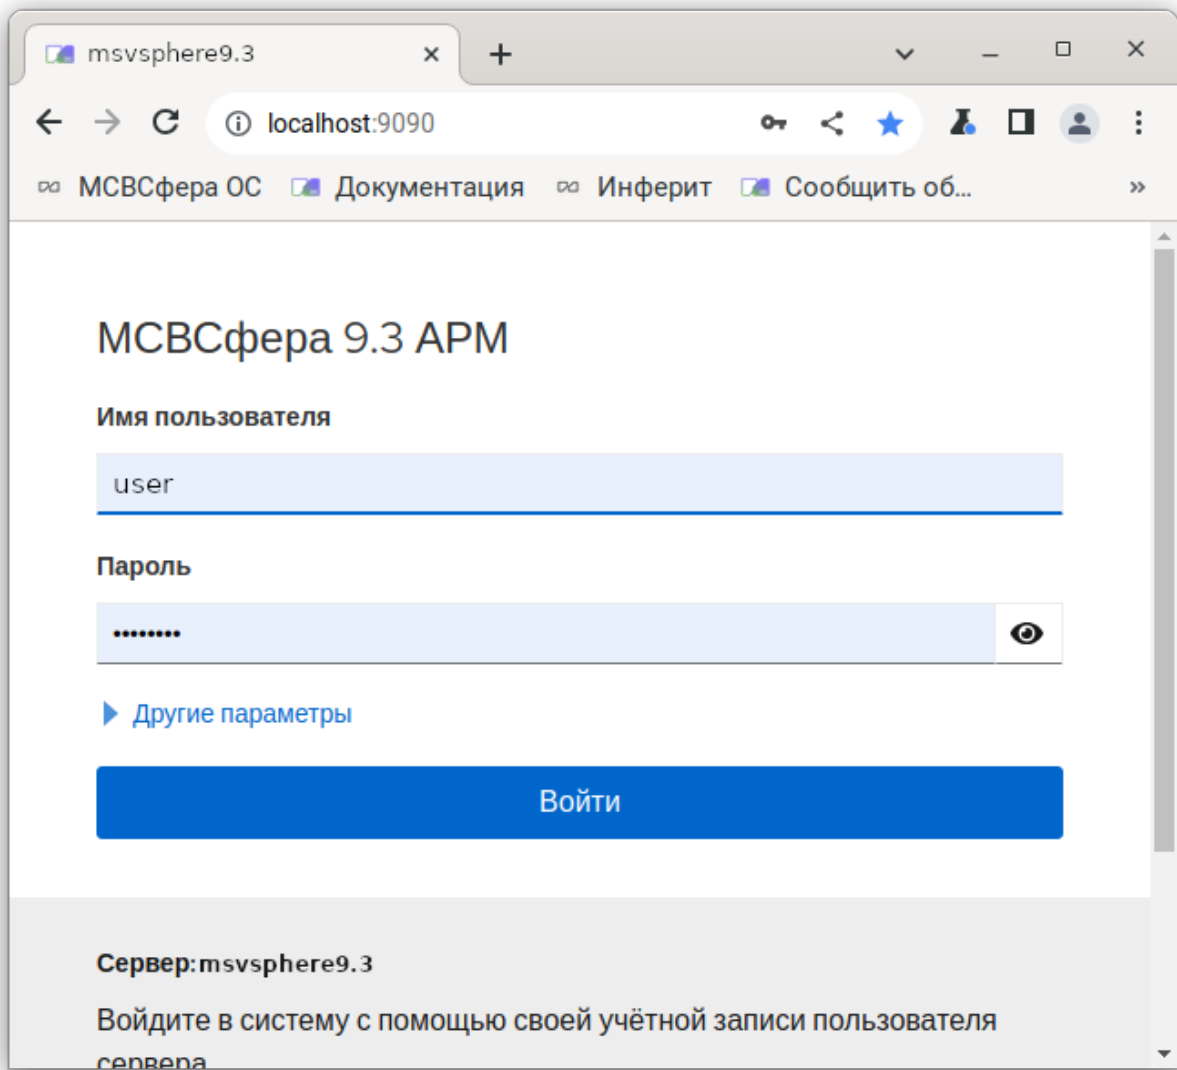 msvsphere9.3
localhost:9090
МСВСфера ОС Документация Инферит Сообщить об...
МСВСфера 9.3 АРМ
Имя пользователя
user
Пароль
••••••••
Другие параметры
Войти
Сервер: msvsphere9.3
Войдите в систему с помощью своей учётной записи пользователя
сервера